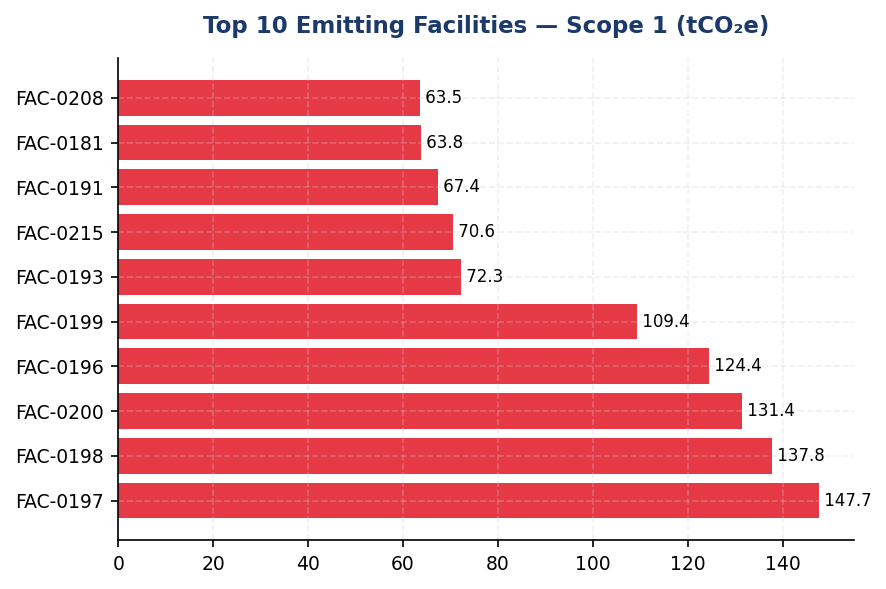 Top 10 Emitting Facilities — Scope 1 (tCO₂e)
FAC-0208 63.5
FAC-0181 63.8
FAC-0191 67.4
FAC-0215 70.6
FAC-0193 72.3
FAC-0199 109.4
FAC-0196 124.4
FAC-0200 131.4
FAC-0198 137.8
FAC-0197 147.7
0 20 40 60 80 100 120 140